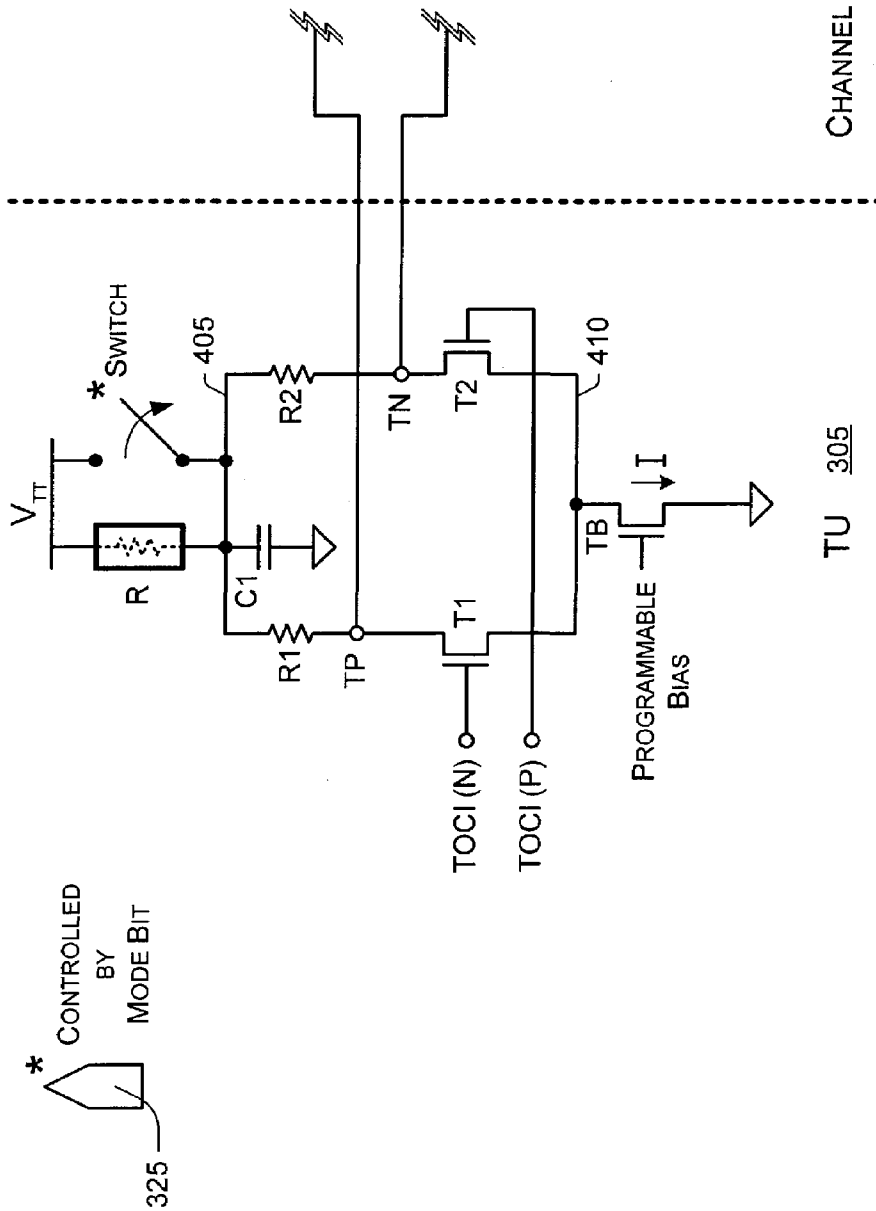 *
CONTROLLED
BY
MODE BIT
325
V_TT
* SWITCH
R
405
C1
R1
R2
TP
TN
T1
T2
TOCI (N)
TOCI (P)
410
PROGRAMMABLE
BIAS
TB
I
TU 305
CHANNEL